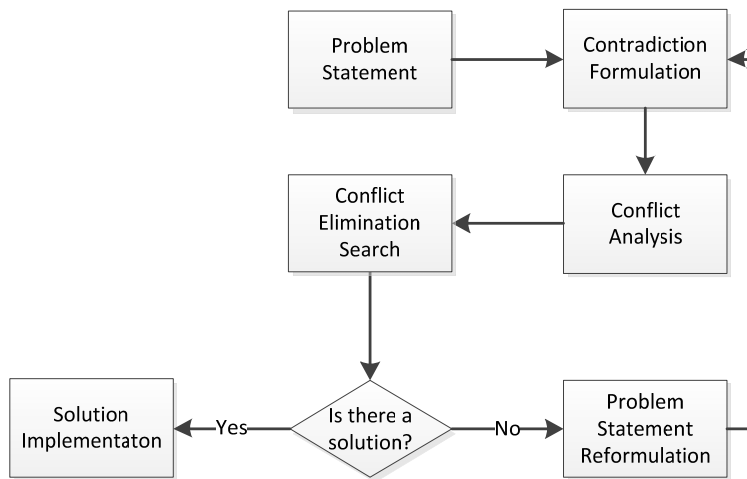 Problem
Statement
Contradiction
Formulation
Conflict
Elimination
Search
Conflict
Analysis
Solution
Implementaton
Yes
Is there a
solution?
No
Problem
Statement
Reformulation